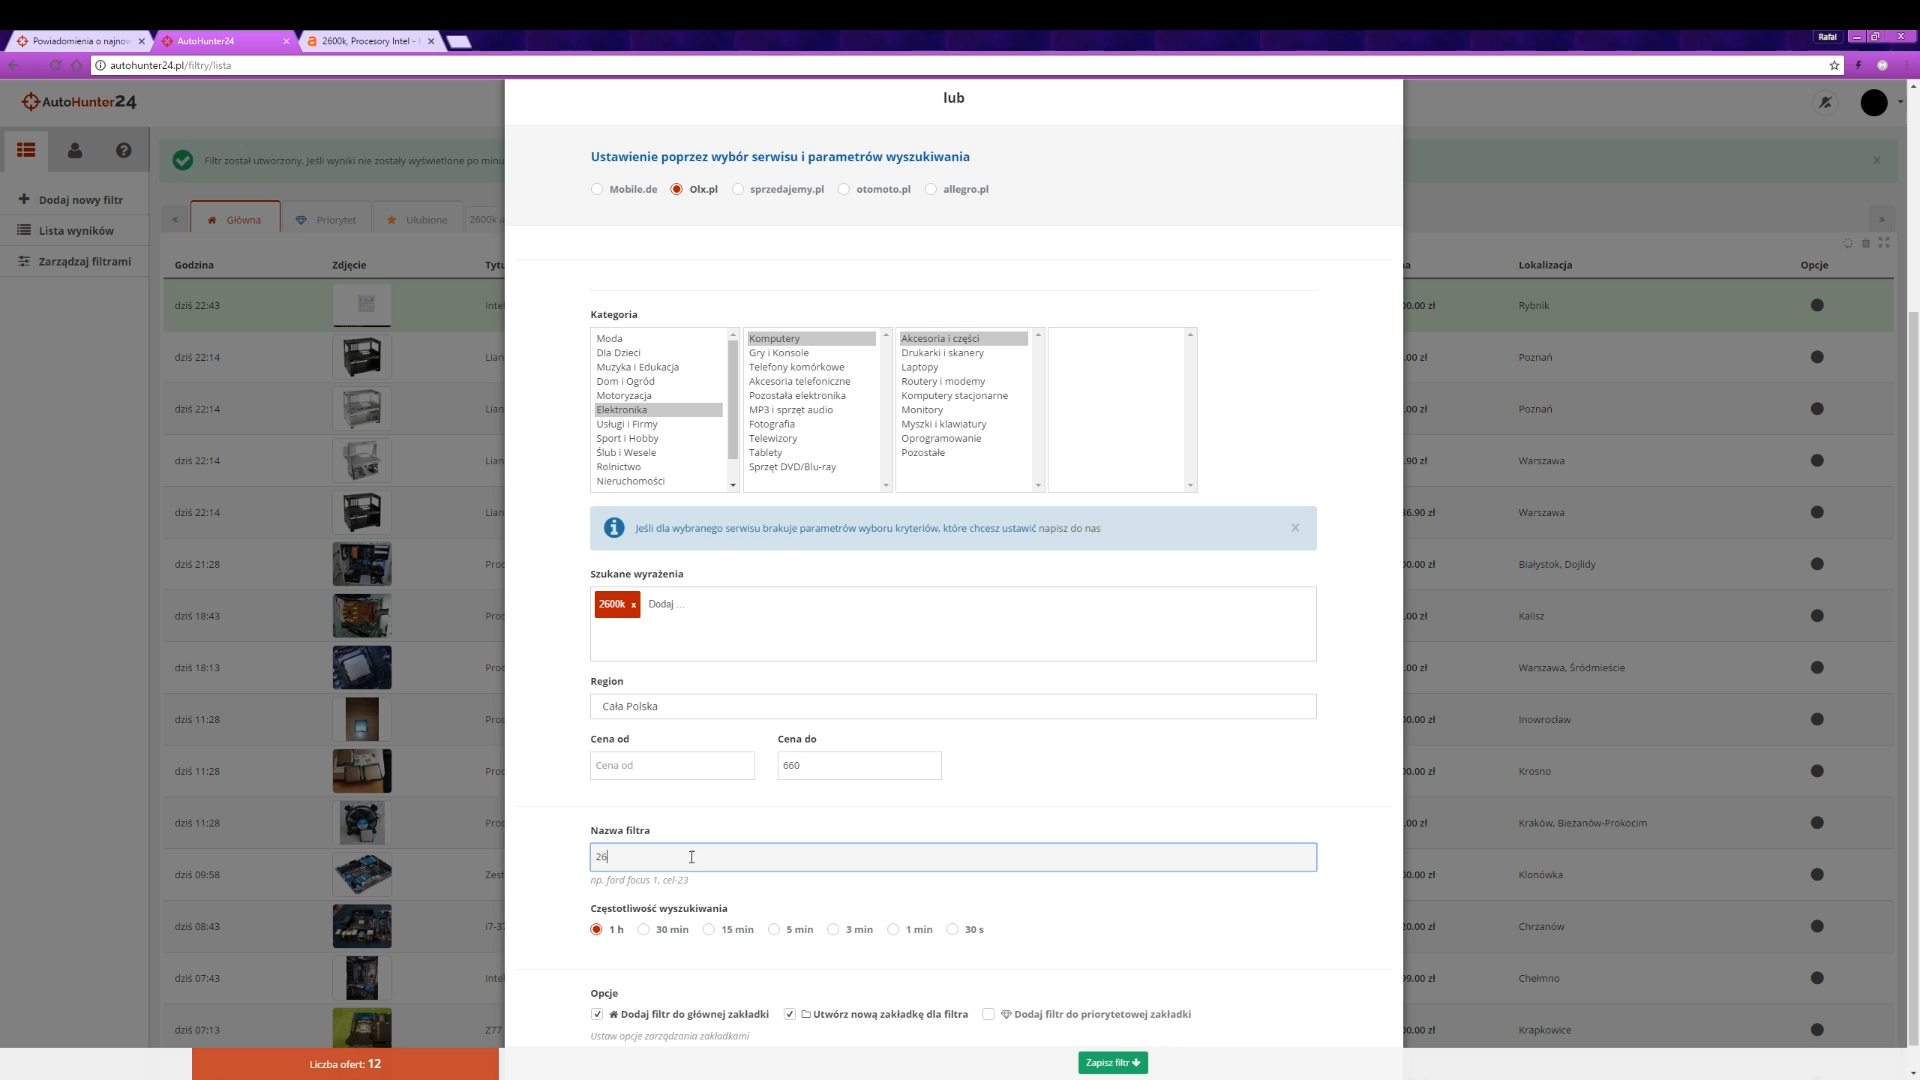 Powiadomienia o najnow
AutoHunter24
2600k, Procesory Intel -
Rafał
autohunter24.pl/filtry/lista
AutoHunter24
lub
Filtr został utworzony. Jeśli wyniki nie zostały wyświetlone po minu
Ustawienie poprzez wybór serwisu i parametrów wyszukiwania
Mobile.de Olx.pl sprzedajemy.pl otomoto.pl allegro.pl
Dodaj nowy filtr
Lista wyników
Zarządzaj filtrami
« Główna Priorytet Ulubione 2600k a »
Godzina Zdjęcie Tytu Lokalizacja Opcje
dziś 22:43 Intel 00.00 zł Rybnik
dziś 22:14 Lian .00 zł Poznań
dziś 22:14 Lian .00 zł Poznań
dziś 22:14 Lian .90 zł Warszawa
dziś 22:14 Lian 36.90 zł Warszawa
dziś 21:28 Proc 00.00 zł Białystok, Dojlidy
dziś 18:43 Proc .00 zł Kalisz
dziś 18:13 Proc .00 zł Warszawa, Śródmieście
dziś 11:28 Proc 00.00 zł Inowrocław
dziś 11:28 Proc 00.00 zł Krosno
dziś 11:28 Proc .00 zł Kraków, Bieżanów-Prokocim
dziś 09:58 Zest 00.00 zł Klonówka
dziś 08:43 i7-37 20.00 zł Chrzanów
dziś 07:43 Intel 99.00 zł Chełmno
dziś 07:13 Z77 00.00 zł Krapkowice
Kategoria
Moda
Dla Dzieci
Muzyka i Edukacja
Dom i Ogród
Motoryzacja
Elektronika
Usługi i Firmy
Sport i Hobby
Ślub i Wesele
Rolnictwo
Nieruchomości
Komputery
Gry i Konsole
Telefony komórkowe
Akcesoria telefoniczne
Pozostała elektronika
MP3 i sprzęt audio
Fotografia
Telewizory
Tablety
Sprzęt DVD/Blu-ray
Akcesoria i części
Drukarki i skanery
Laptopy
Routery i modemy
Komputery stacjonarne
Monitory
Myszki i klawiatury
Oprogramowanie
Pozostałe
Jeśli dla wybranego serwisu brakuje parametrów wyboru kryteriów, które chcesz ustawić napisz do nas
Szukane wyrażenia
2600k x Dodaj ...
Region
Cała Polska
Cena od Cena do
Cena od 660
Nazwa filtra
26
np. ford focus 1, cel-23
Częstotliwość wyszukiwania
1 h 30 min 15 min 5 min 3 min 1 min 30 s
Opcje
Dodaj filtr do głównej zakładki Utwórz nową zakładkę dla filtra Dodaj filtr do priorytetowej zakładki
Ustaw opcje zarządzania zakładkami
Liczba ofert: 12
Zapisz filtr